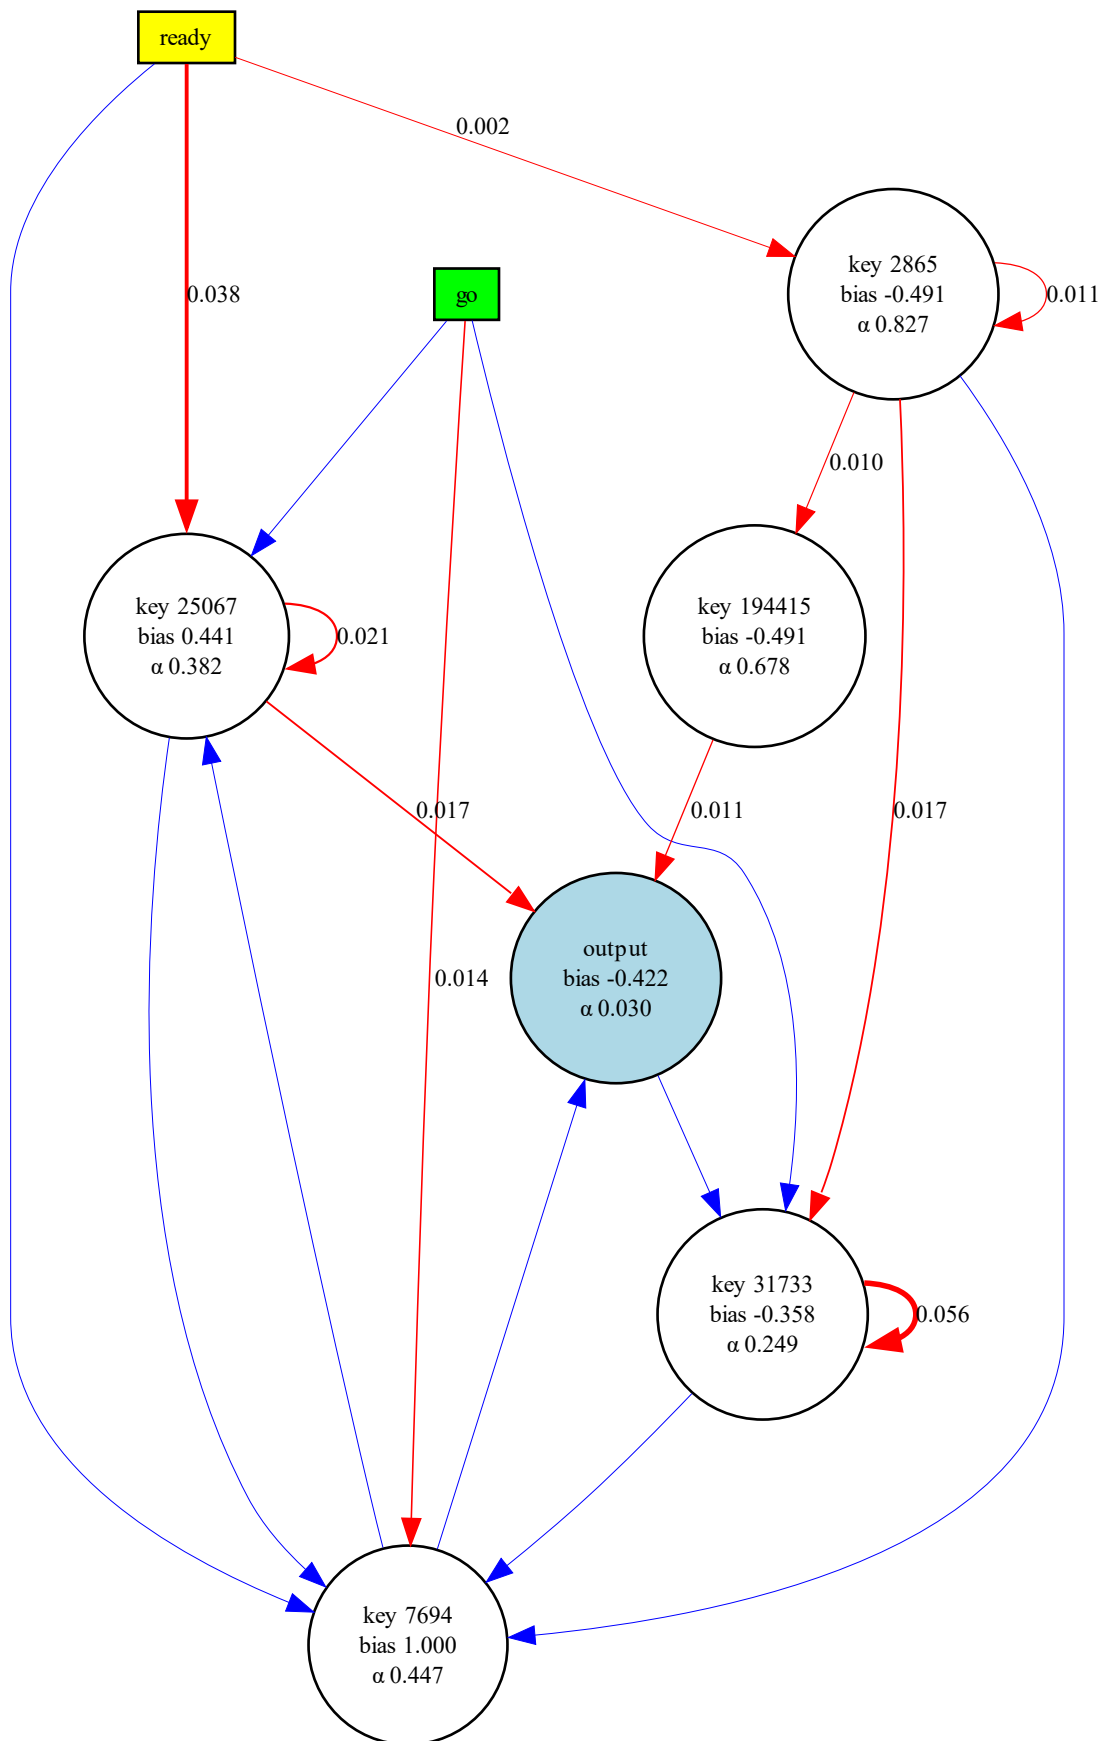 ready
0.002
key 2865
bias -0.491
α 0.827
0.011
0.038
go
0.010
key 25067
bias 0.441
α 0.382
0.021
key 194415
bias -0.491
α 0.678
0.017
0.011
0.017
output
bias -0.422
α 0.030
0.014
key 31733
bias -0.358
α 0.249
0.056
key 7694
bias 1.000
α 0.447